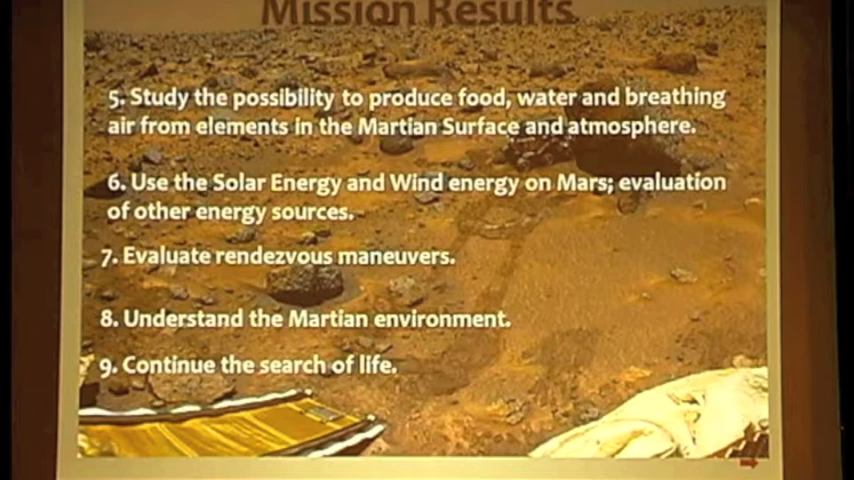 Mission Results
5. Study the possibility to produce food, water and breathing
air from elements in the Martian Surface and atmosphere.
6. Use the Solar Energy and Wind energy on Mars; evaluation
of other energy sources.
7. Evaluate rendezvous maneuvers.
8. Understand the Martian environment.
9. Continue the search of life.